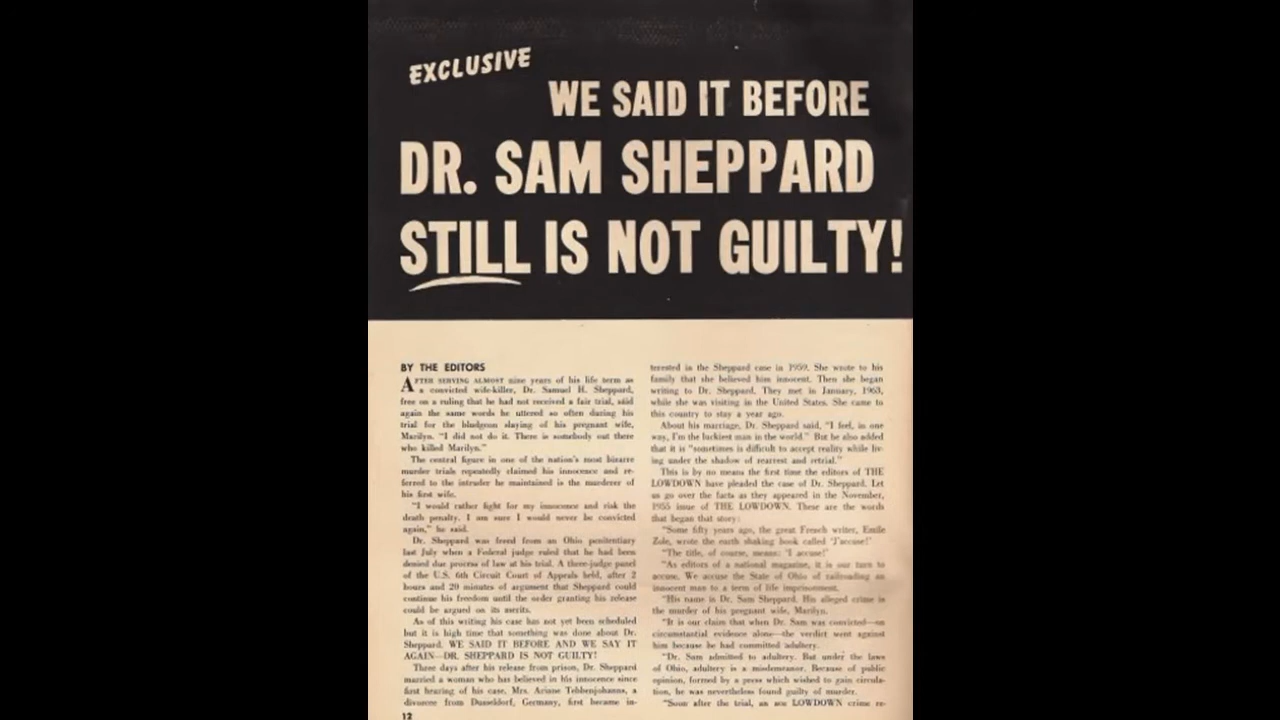 EXCLUSIVE
WE SAID IT BEFORE
DR. SAM SHEPPARD
STILL IS NOT GUILTY!
BY THE EDITORS
AFTER SERVING ALMOST nine years of his life term as
a convicted wife-killer, Dr. Samuel H. Sheppard,
free on a ruling that he had not received a fair trial, said
again the same words he uttered so often during his
trial for the bludgeon slaying of his pregnant wife,
Marilyn. "I did not do it. There is somebody out there
who killed Marilyn."
The central figure in one of the nation's most bizarre
murder trials repeatedly claimed his innocence and re-
ferred to the intruder he maintained is the murderer of
his first wife.
"I would rather fight for my innocence and risk the
death penalty. I am sure I would never be convicted
again," he said.
Dr. Sheppard was freed from an Ohio penitentiary
last July when a Federal judge ruled that he had been
denied due process of law at his trial. A three-judge panel
of the U.S. 6th Circuit Court of Appeals held, after 2
hours and 20 minutes of argument that Sheppard could
continue his freedom until the order granting his release
could be argued on its merits.
As of this writing his case has not yet been scheduled
but it is high time that something was done about Dr.
Sheppard. WE SAID IT BEFORE AND WE SAY IT
AGAIN—DR. SHEPPARD IS NOT GUILTY!
Three days after his release from prison, Dr. Sheppard
married a woman who has believed in his innocence since
first hearing of his case. Mrs. Ariane Tebbenjohanns, a
divorcee from Dusseldorf, Germany, first became in-
12
terested in the Sheppard case in 1959. She wrote to his
family that she believed him innocent. Then she began
writing to Dr. Sheppard. They met in January, 1963,
while she was visiting in the United States. She came to
this country to stay a year ago.
About his marriage, Dr. Sheppard said, "I feel, in one
way, I'm the luckiest man in the world." But he also added
that it is "sometimes is difficult to accept reality while liv-
ing under the shadow of rearrest and retrial."
This is by no means the first time the editors of THE
LOWDOWN have pleaded the case of Dr. Sheppard. Let
us go over the facts as they appeared in the November,
1955 issue of THE LOWDOWN. These are the words
that began that story:
"Some fifty years ago, the great French writer, Emile
Zole, wrote the earth shaking book called 'J'accuse!'
"The title, of course, means: 'I accuse!'
"As editors of a national magazine, it is our turn to
accuse. We accuse the State of Ohio of railroading an
innocent man to a term of life imprisonment.
"His name is Dr. Sam Sheppard. His alleged crime is
the murder of his pregnant wife, Marilyn.
"It is our claim that when Dr. Sam was convicted—on
circumstantial evidence alone—the verdict went against
him because he had committed adultery.
"Dr. Sam admitted to adultery. But under the laws
of Ohio, adultery is a misdemeanor. Because of public
opinion, formed by a press which wished to gain circula-
tion, he was nevertheless found guilty of murder.
"Soon after the trial, an ace LOWDOWN crime re-